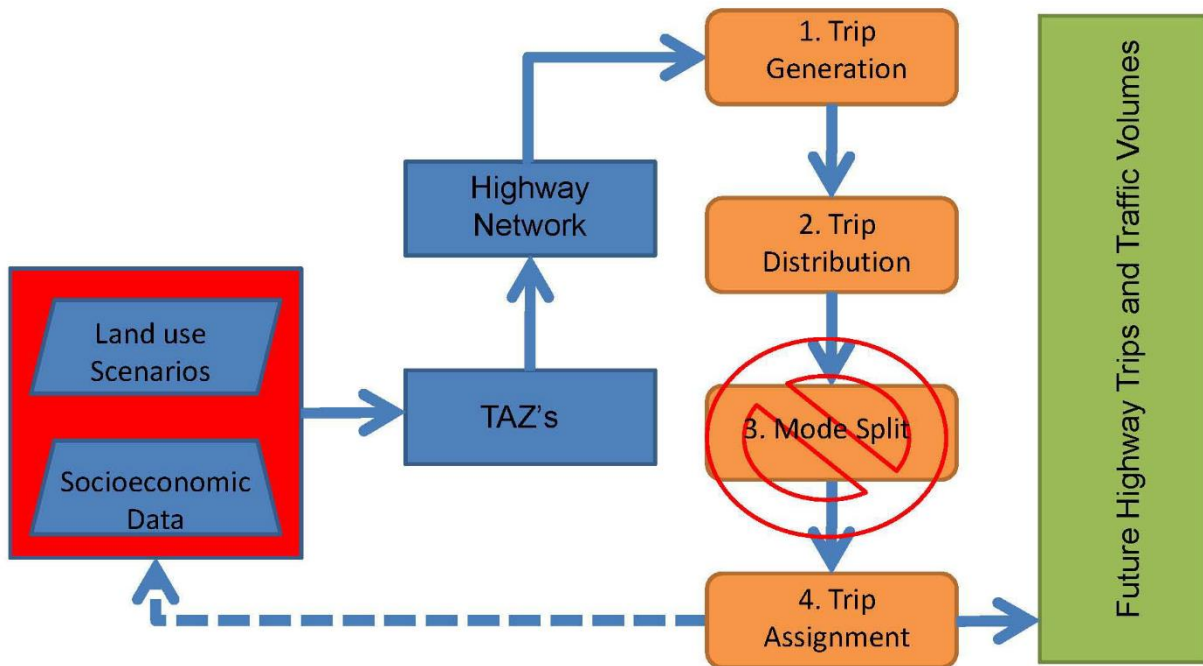 Land use
Scenarios
Socioeconomic
Data
TAZ's
Highway
Network
1. Trip
Generation
2. Trip
Distribution
3. Mode Split
4. Trip
Assignment
Future Highway Trips and Traffic Volumes